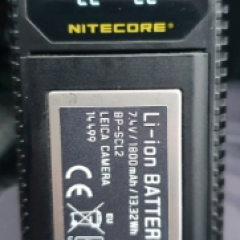 NITECORE
Li-ion BATTER
7.4V/1800mAh/13.32Wh
BP-SCL2
LEICA CAMERA
14 499